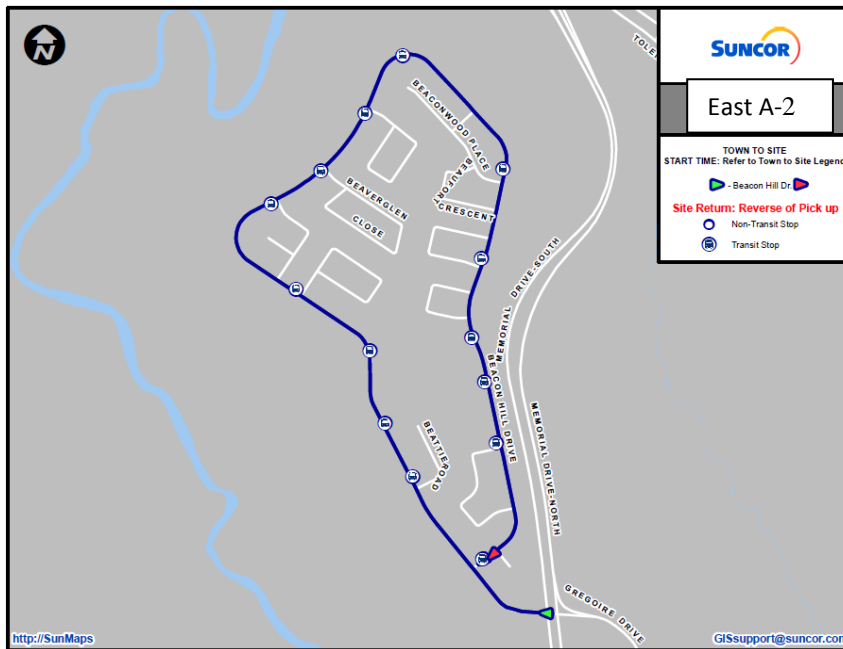 N
TOLE
SUNCOR
East A-2
TOWN TO SITE
START TIME: Refer to Town to Site Legend
- Beacon Hill Dr.
Site Return: Reverse of Pick up
Non-Transit Stop
Transit Stop
BEACONWOOD PLACE
BEAUFORT
CRESCENT
BEAVERGLEN
CLOSE
MEMORIAL DRIVE-SOUTH
BEACON HILL DRIVE
MEMORIAL DRIVE-NORTH
BEATTIE ROAD
GREGOIRE DRIVE
http://SunMaps
GISsupport@suncor.com